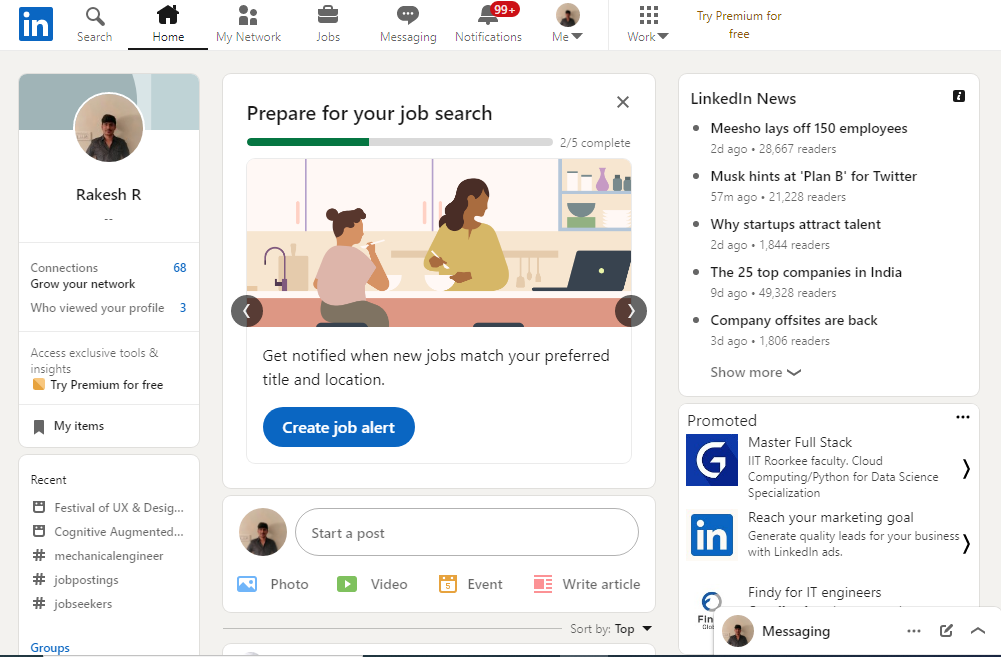 in
Search
Home
My Network
Jobs
Messaging
99+
Notifications
Me
Work
Try Premium for
free
Rakesh R
--
Connections 68
Grow your network
Who viewed your profile 3
Access exclusive tools &
insights
Try Premium for free
My items
Recent
Festival of UX & Desig...
Cognitive Augmented...
# mechanicalengineer
# jobpostings
# jobseekers
Groups
Prepare for your job search
2/5 complete
Get notified when new jobs match your preferred
title and location.
Create job alert
Start a post
Photo
Video
5
Event
Write article
Sort by: Top
LinkedIn News
• Meesho lays off 150 employees
2d ago • 28,667 readers
• Musk hints at 'Plan B' for Twitter
57m ago • 21,228 readers
• Why startups attract talent
2d ago • 1,844 readers
• The 25 top companies in India
9d ago • 49,328 readers
• Company offsites are back
3d ago • 1,806 readers
Show more
Promoted
G
Master Full Stack
IIT Roorkee faculty. Cloud
Computing/Python for Data Science
Specialization
in
Reach your marketing goal
Generate quality leads for your business
with LinkedIn ads.
Findy for IT engineers
Messaging